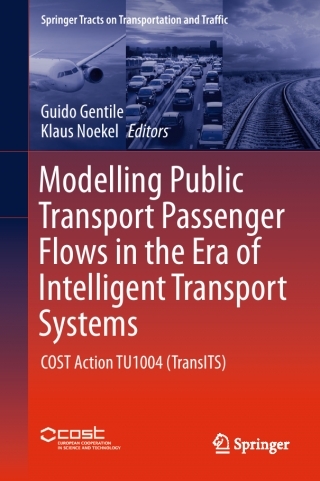 Springer Tracts on Transportation and Traffic
Guido Gentile
Klaus Noekel Editors
Modelling Public
Transport Passenger
Flows in the Era of
Intelligent Transport
Systems
COST Action TU1004 (TransITS)
cost
EUROPEAN COOPERATION
IN SCIENCE AND TECHNOLOGY
Springer